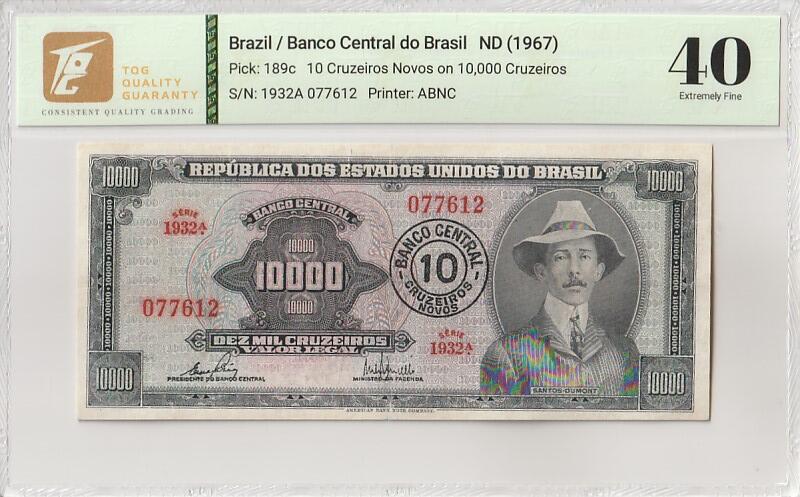 TQG
QUALITY
GUARANTY
CONSISTENT QUALITY GRADING
Brazil / Banco Central do Brasil ND (1967)
Pick: 189c 10 Cruzeiros Novos on 10,000 Cruzeiros
S/N: 1932A 077612 Printer: ABNC
40
Extremely Fine
10000
REPÚBLICA DOS ESTADOS UNIDOS DO BRASIL
10000
SÉRIE
1932A
BANCO CENTRAL
077612
10000
10000
10000
BANCO CENTRAL
10
CRUZEIROS
NOVOS
077612
DEZ MIL CRUZEIROS
VALOR LEGAL
SÉRIE
1932A
PRESIDENTE DO BANCO CENTRAL
MINISTRO DA FAZENDA
SANTOS-DUMONT
10000
10000
AMERICAN BANK NOTE COMPANY.